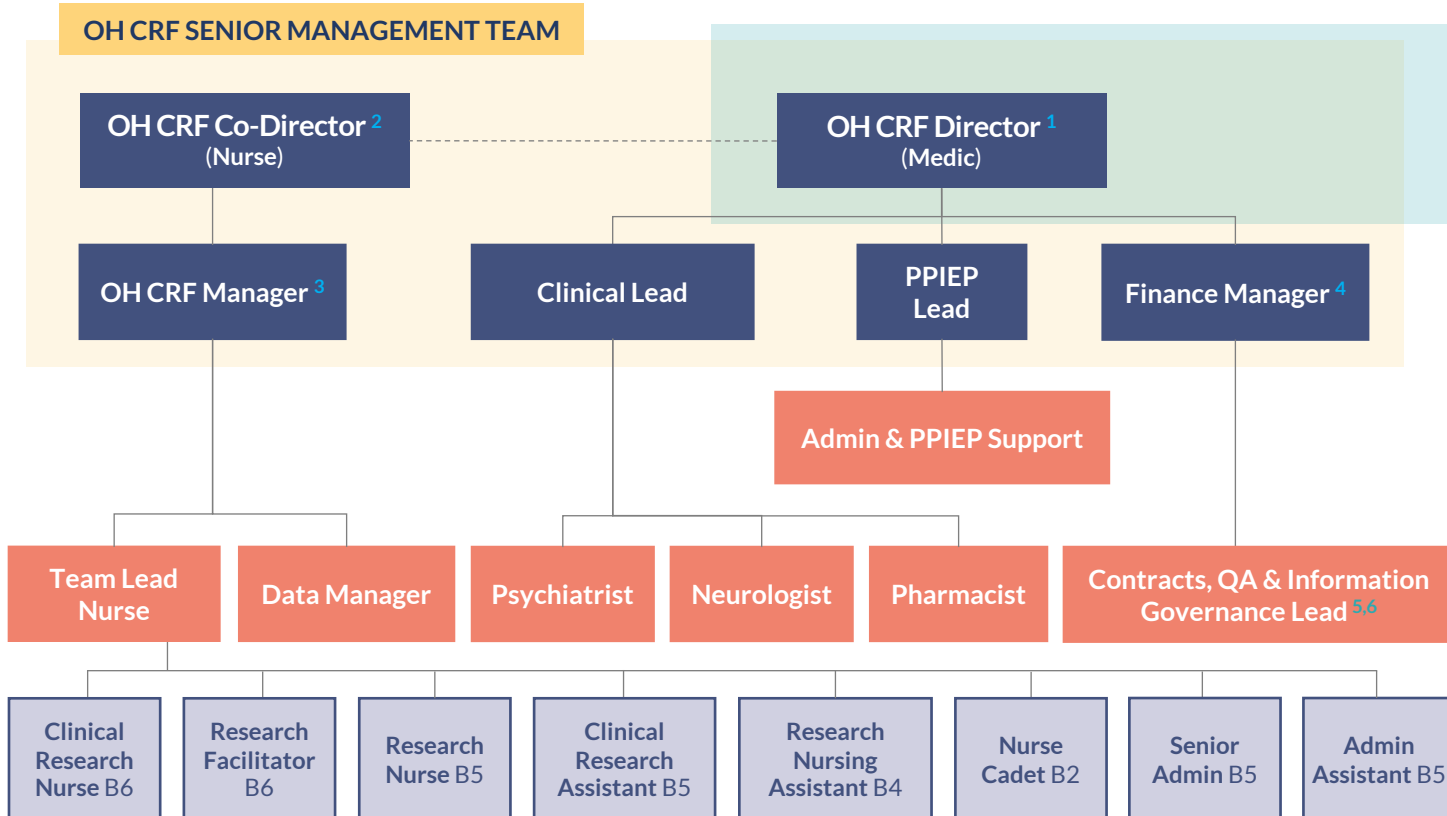 OH CRF SENIOR MANAGEMENT TEAM
OH CRF Co-Director 2
(Nurse)
OH CRF Director 1
(Medic)
OH CRF Manager 3
Clinical Lead
PPIEP
Lead
Finance Manager 4
Admin & PPIEP Support
Team Lead
Nurse
Data Manager
Psychiatrist
Neurologist
Pharmacist
Contracts, QA & Information
Governance Lead 5,6
Clinical
Research
Nurse B6
Research
Facilitator
B6
Research
Nurse B5
Clinical
Research
Assistant B5
Research
Nursing
Assistant B4
Nurse
Cadet B2
Senior
Admin B5
Admin
Assistant B5